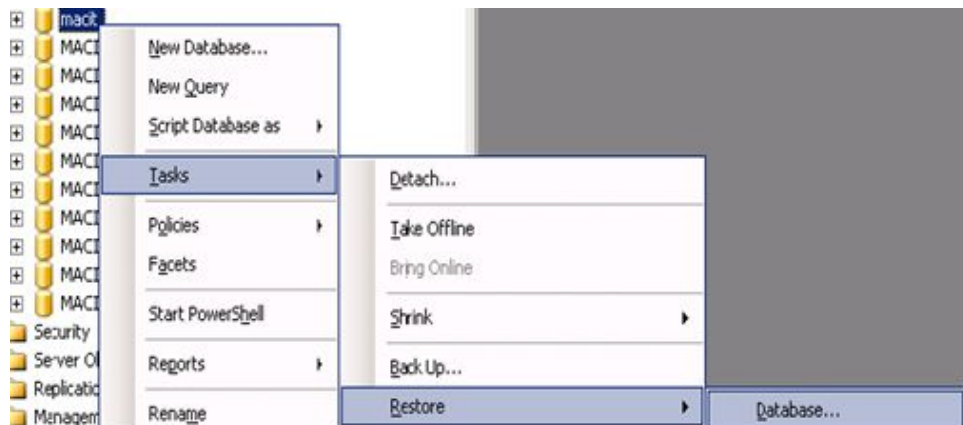 macit
MACI
MACI
MACI
MACI
MACI
MACI
MACI
MACI
MACI
MACI
Security
Server Ol
Replicatic
Managem
New Database...
New Query
Script Database as
Tasks
Policies
Facets
Start PowerShell
Reports
Rename
Detach...
Take Offline
Bring Online
Shrink
Back Up...
Restore
Database...